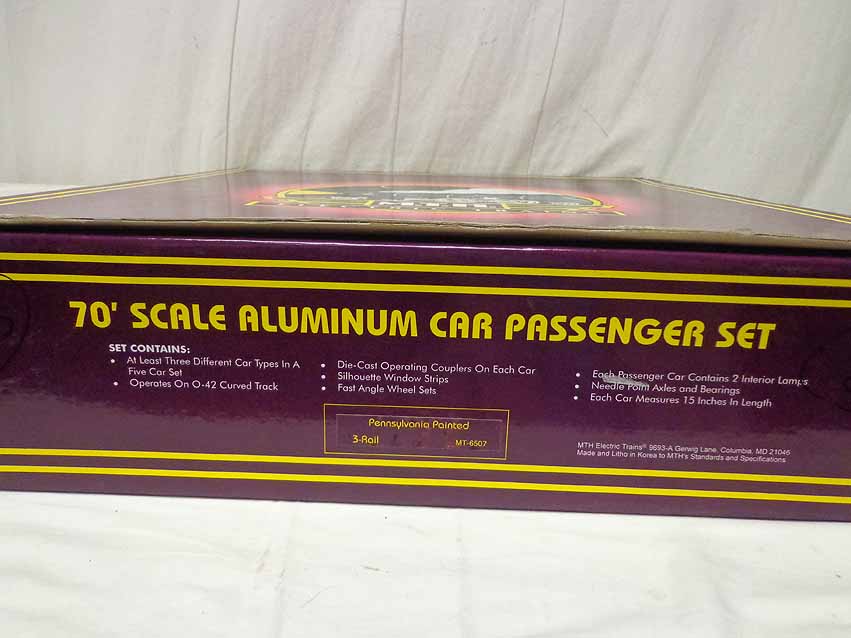 70' SCALE ALUMINUM CAR PASSENGER SET
SET CONTAINS:
• At Least Three Different Car Types In A
Five Car Set
• Operates On O-42 Curved Track
• Die-Cast Operating Couplers On Each Car
• Silhouette Window Strips
• Fast Angle Wheel Sets
• Each Passenger Car Contains 2 Interior Lamps
• Needle Point Axles and Bearings
• Each Car Measures 15 Inches In Length
Pennsylvania Painted
3-Rail MT-6507
MTH Electric Trains® 9693-A Gerwig Lane, Columbia, MD 21046
Made and Litho in Korea to MTH's Standards and Specifications